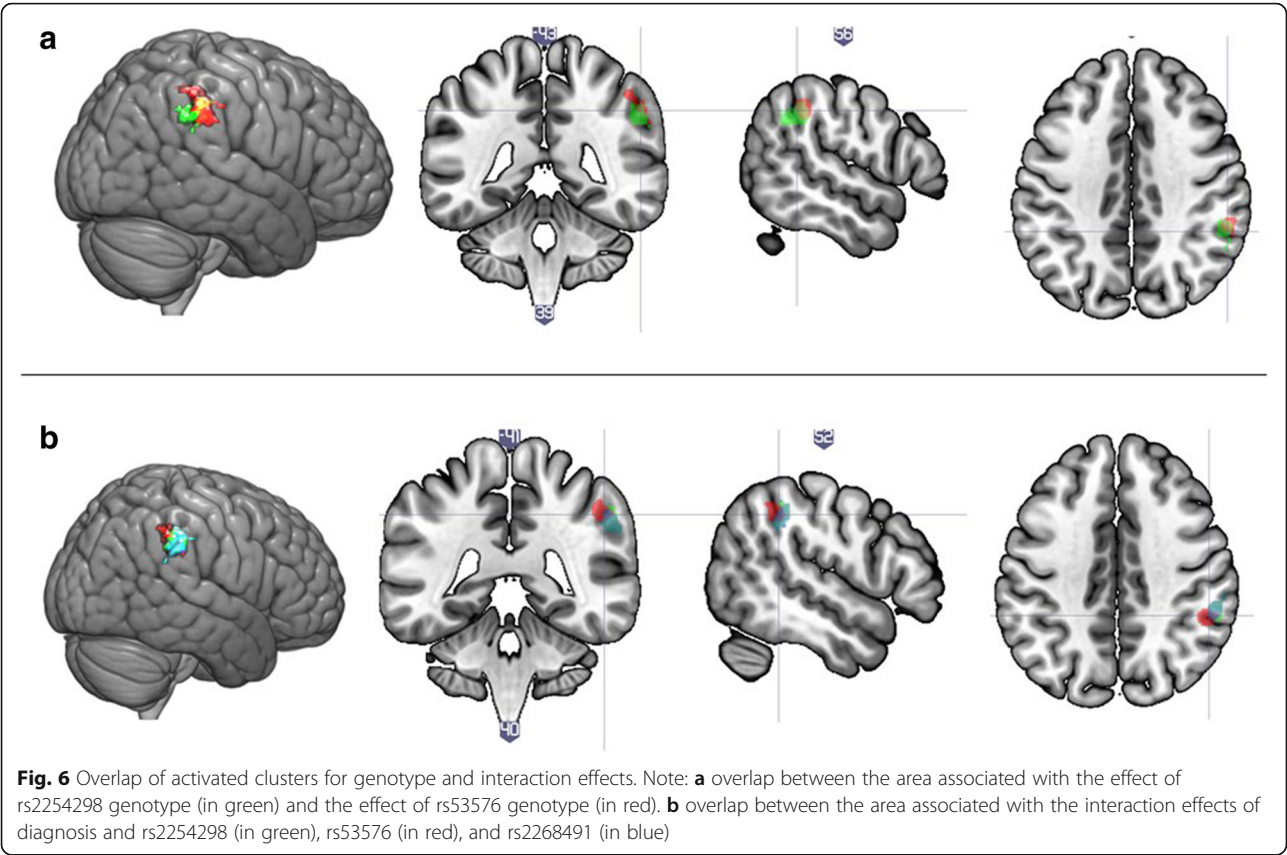 a
-43
56
39
b
-41
52
40
Fig. 6 Overlap of activated clusters for genotype and interaction effects. Note: a overlap between the area associated with the effect of
rs2254298 genotype (in green) and the effect of rs53576 genotype (in red). b overlap between the area associated with the interaction effects of
diagnosis and rs2254298 (in green), rs53576 (in red), and rs2268491 (in blue)